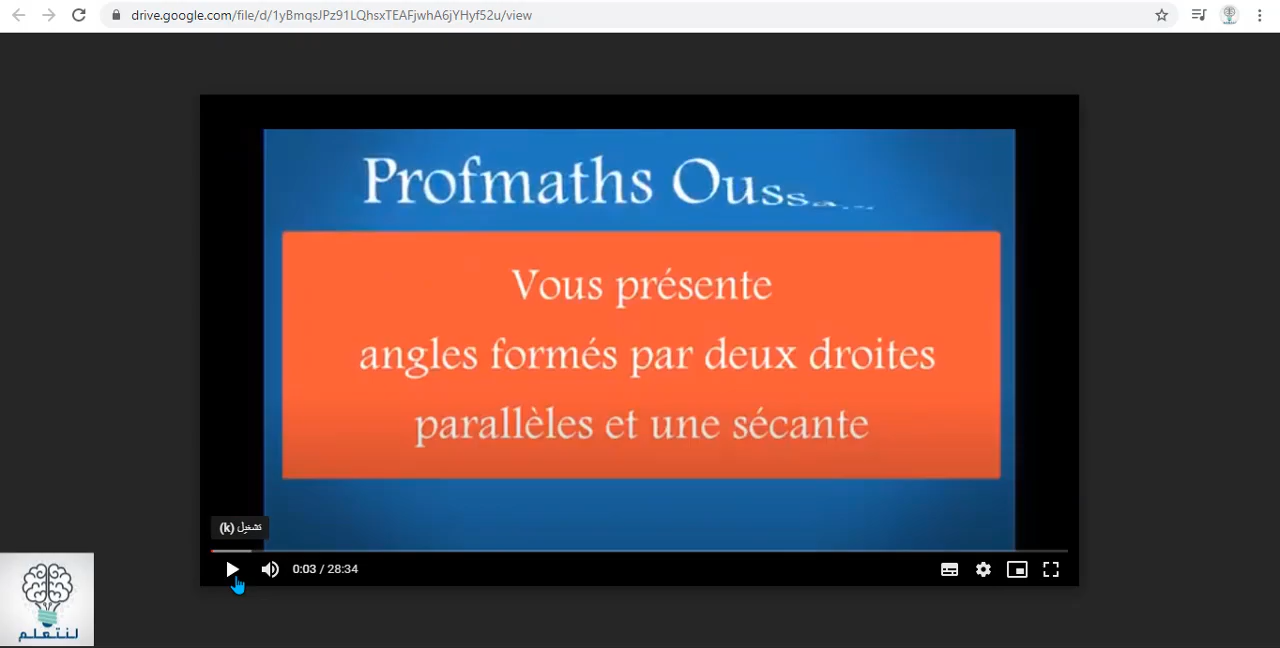 drive.google.com/file/d/1yBmqsJPz91LQhsxTEAFjwhA6jYHyf52u/view
Profmaths Oussa...
Vous présente
angles formés par deux droites
parallèles et une sécante
تشغيل (k)
0:03 / 28:34
لنتعلم